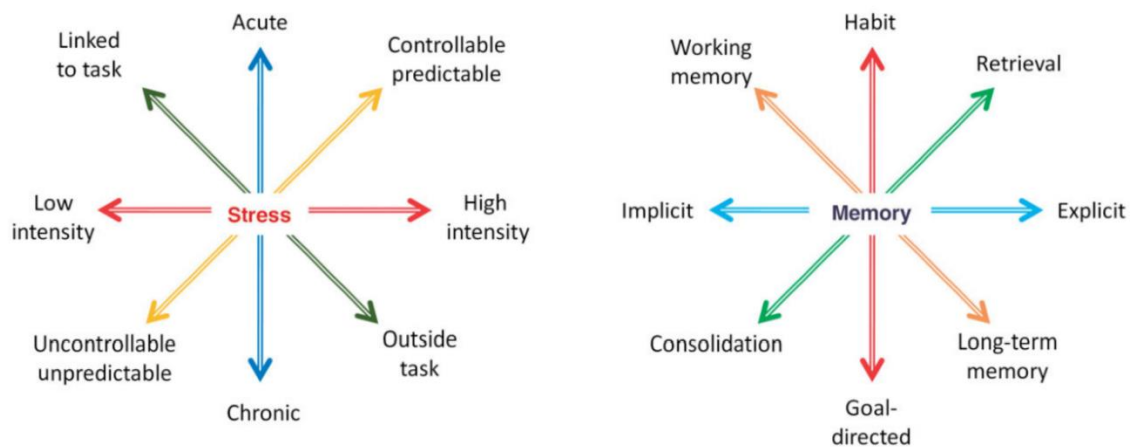 Acute
Linked
to task
Controllable
predictable
Low
intensity
Stress
High
intensity
Uncontrollable
unpredictable
Outside
task
Chronic
Habit
Working
memory
Retrieval
Implicit
Memory
Explicit
Consolidation
Long-term
memory
Goal-
directed